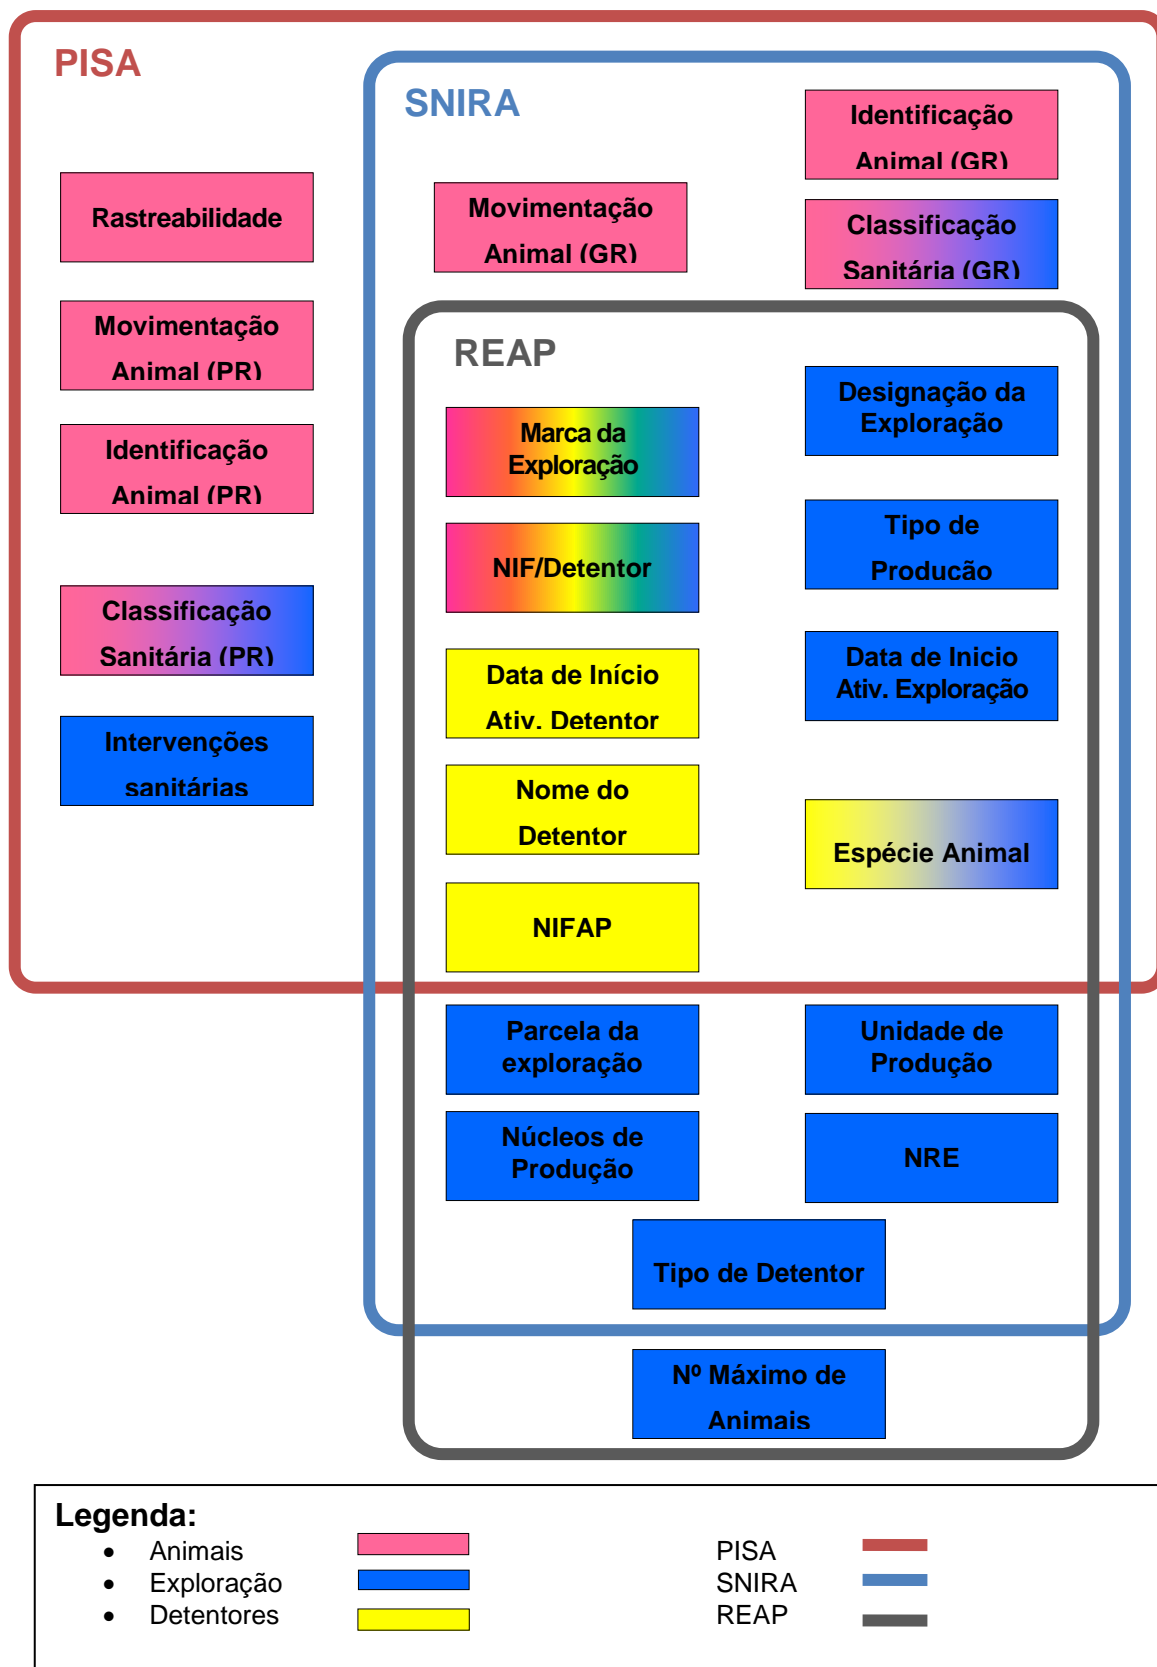 PISA
SNIRA
Identificação
Animal (GR)
Rastreabilidade
Movimentação
Animal (GR)
Classificação
Sanitária (GR)
Movimentação
Animal (PR)
REAP
Designação da
Exploração
Marca da
Exploração
Identificação
Animal (PR)
Tipo de
Produção
NIF/Detentor
Classificação
Sanitária (PR)
Data de Início
Ativ. Detentor
Data de Inicio
Ativ. Exploração
Intervenções
sanitárias
Nome do
Detentor
Espécie Animal
NIFAP
Parcela da
exploração
Unidade de
Produção
Núcleos de
Produção
NRE
Tipo de Detentor
Nº Máximo de
Animais
Legenda:
• Animais
• Exploração
• Detentores
PISA
SNIRA
REAP